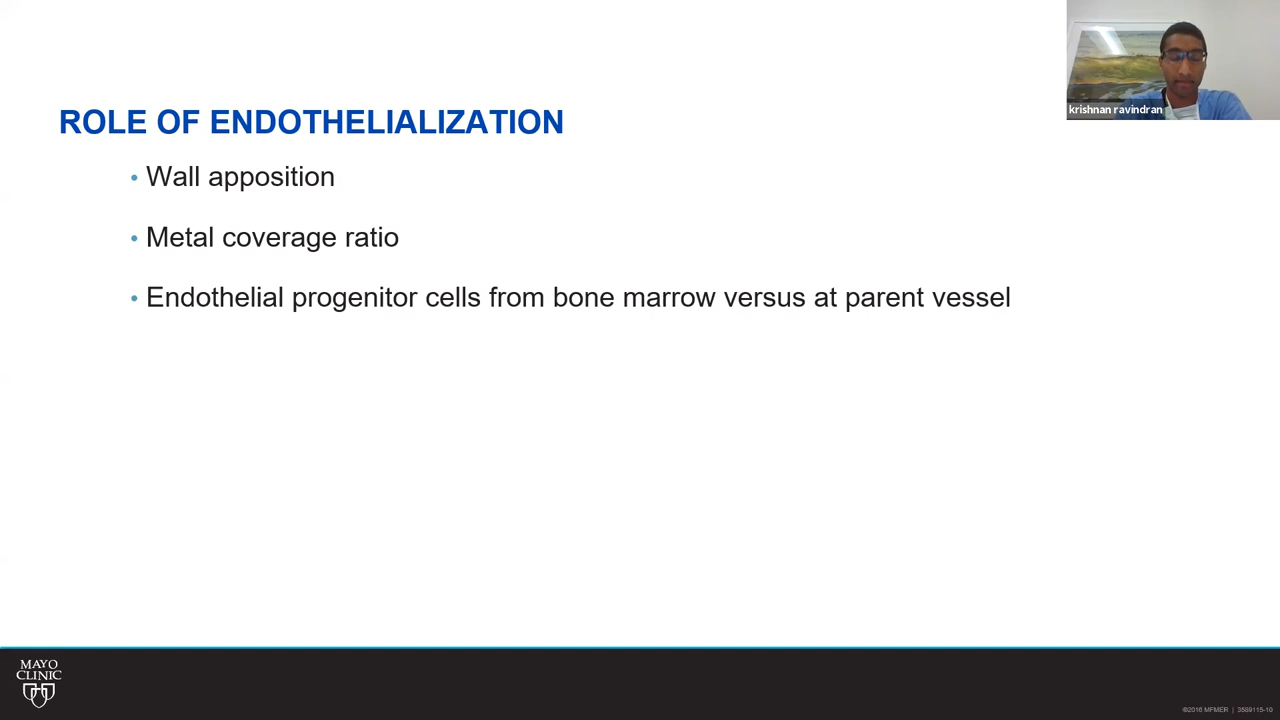 krishnan ravindran
ROLE OF ENDOTHELIALIZATION
• Wall apposition
• Metal coverage ratio
• Endothelial progenitor cells from bone marrow versus at parent vessel
MAYO
CLINIC
©2016 MFMER | 3589115-10